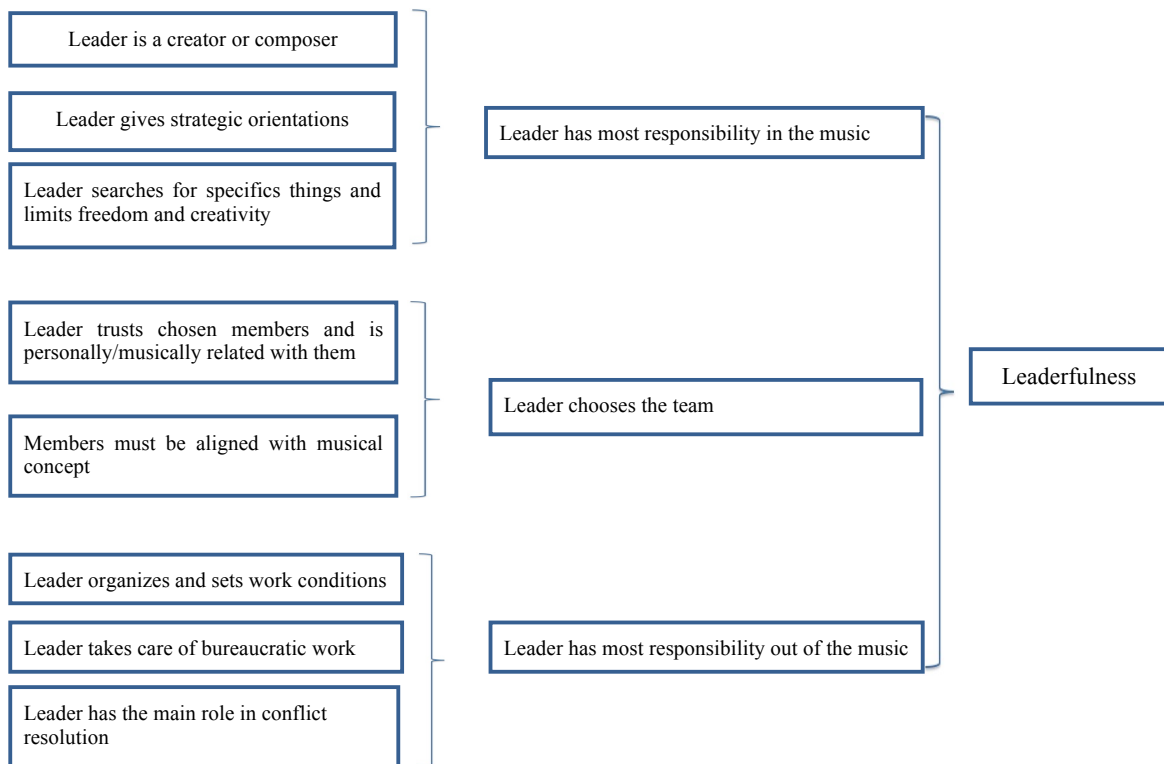 Leader is a creator or composer
Leader gives strategic orientations
Leader searches for specifics things and
limits freedom and creativity
Leader has most responsibility in the music
Leader trusts chosen members and is
personally/musically related with them
Members must be aligned with musical
concept
Leader chooses the team
Leader organizes and sets work conditions
Leader takes care of bureaucratic work
Leader has the main role in conflict
resolution
Leader has most responsibility out of the music
Leaderfulness